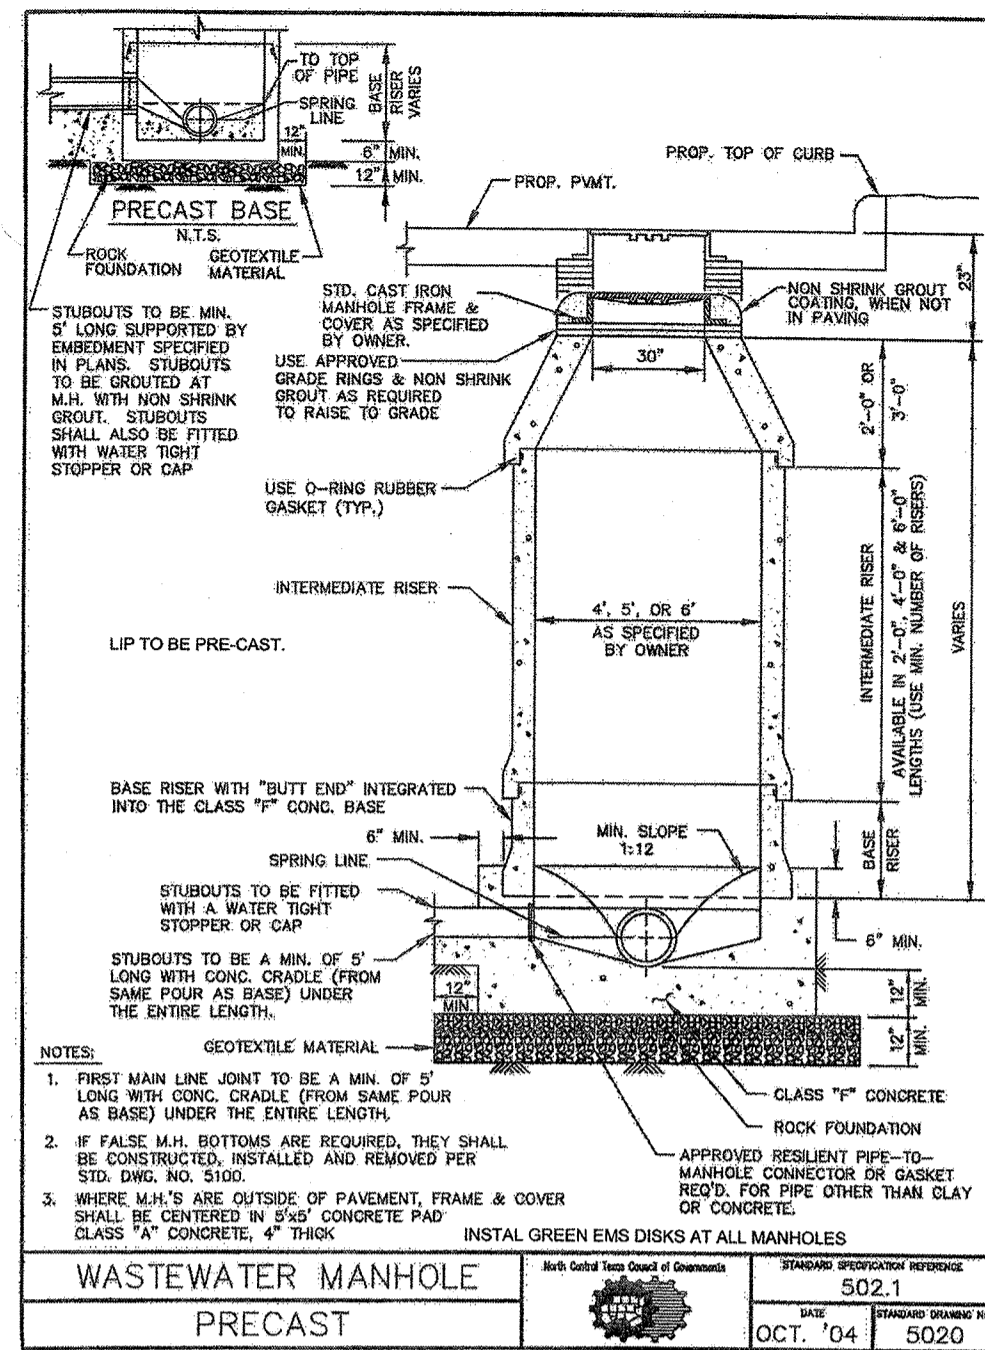 TO TOP
OF PIPE
SPRING
LINE
BASE
RISER
VARIES
12"
MIN.
6" MIN.
12" MIN.
PRECAST BASE
N.T.S.
ROCK
FOUNDATION
GEOTEXTILE
MATERIAL
STUBOUTS TO BE MIN.
5' LONG SUPPORTED BY
EMBEDMENT SPECIFIED
IN PLANS. STUBOUTS
TO BE GROUTED AT
M.H. WITH NON SHRINK
GROUT. STUBOUTS
SHALL ALSO BE FITTED
WITH WATER TIGHT
STOPPER OR CAP
PROP. TOP OF CURB
PROP. PVMT.
STD. CAST IRON
MANHOLE FRAME &
COVER AS SPECIFIED
BY OWNER.
NON SHRINK GROUT
COATING, WHEN NOT
IN PAVING
23"
USE APPROVED
GRADE RINGS & NON SHRINK
GROUT AS REQUIRED
TO RAISE TO GRADE
30"
2'-0" OR
3'-0"
USE O-RING RUBBER
GASKET (TYP.)
INTERMEDIATE RISER
4', 5', OR 6'
AS SPECIFIED
BY OWNER
INTERMEDIATE RISER
AVAILABLE IN 2'-0", 4'-0" & 6'-0"
LENGTHS (USE MIN. NUMBER OF RISERS)
VARIES
LIP TO BE PRE-CAST.
BASE RISER WITH "BUTT END" INTEGRATED
INTO THE CLASS "F" CONC. BASE
6" MIN.
MIN. SLOPE
1:12
BASE
RISER
SPRING LINE
STUBOUTS TO BE FITTED
WITH A WATER TIGHT
STOPPER OR CAP
6" MIN.
STUBOUTS TO BE A MIN. OF 5'
LONG WITH CONC. CRADLE (FROM
SAME POUR AS BASE) UNDER
THE ENTIRE LENGTH.
12"
MIN.
12"
MIN.
12"
MIN.
GEOTEXTILE MATERIAL
CLASS "F" CONCRETE
ROCK FOUNDATION
APPROVED RESILIENT PIPE-TO-
MANHOLE CONNECTOR OR GASKET
REQ'D. FOR PIPE OTHER THAN CLAY
OR CONCRETE.
NOTES:
1. FIRST MAIN LINE JOINT TO BE A MIN. OF 5'
LONG WITH CONC. CRADLE (FROM SAME POUR
AS BASE) UNDER THE ENTIRE LENGTH.
2. IF FALSE M.H. BOTTOMS ARE REQUIRED, THEY SHALL
BE CONSTRUCTED, INSTALLED AND REMOVED PER
STD. DWG. NO. 5100.
3. WHERE M.H.'S ARE OUTSIDE OF PAVEMENT, FRAME & COVER
SHALL BE CENTERED IN 5'x5' CONCRETE PAD
CLASS "A" CONCRETE, 4" THICK
INSTAL GREEN EMS DISKS AT ALL MANHOLES
WASTEWATER MANHOLE
PRECAST
North Central Texas Council of Governments
STANDARD SPECIFICATION REFERENCE
502.1
DATE
OCT. '04
STANDARD DRAWING N
5020